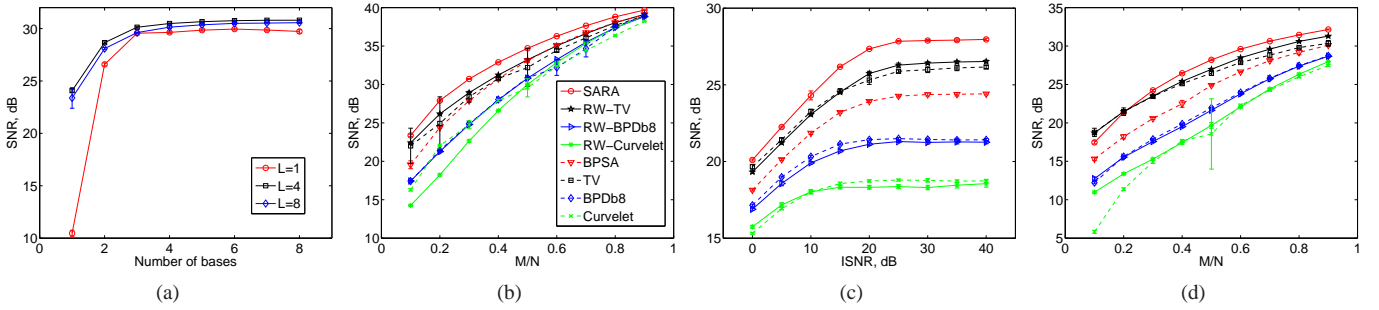 SNR, dB
30
25
20
15
10
0
2
4
6
8
Number of bases
L=1
L=4
L=8
(a)
SNR, dB
40
35
30
25
20
15
10
0
0.2
0.4
0.6
0.8
1
M/N
SARA
RW−TV
RW−BPDb8
RW−Curvelet
BPSA
TV
BPDb8
Curvelet
(b)
SNR, dB
30
25
20
15
0
10
20
30
40
ISNR, dB
(c)
SNR, dB
35
30
25
20
15
10
5
0
0.2
0.4
0.6
0.8
1
M/N
(d)